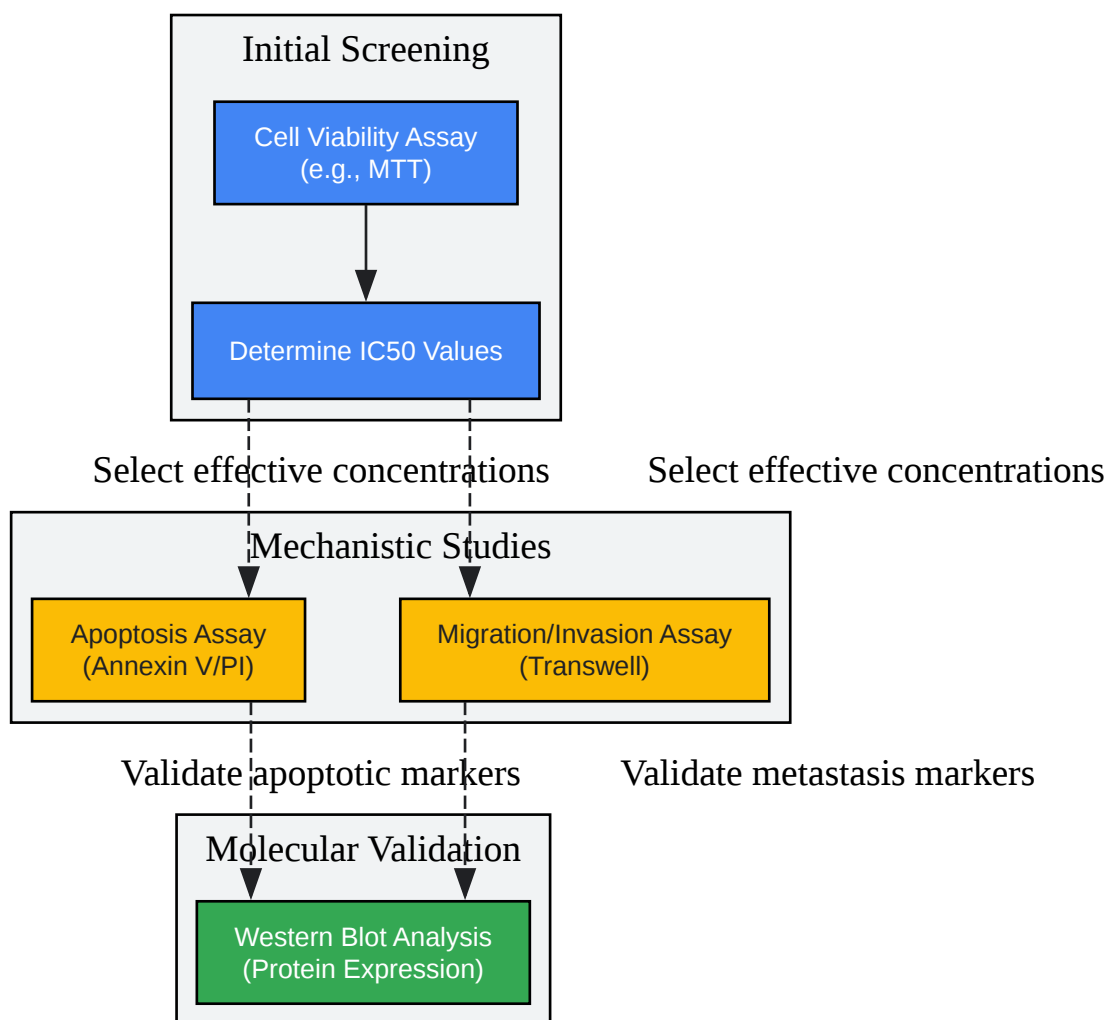 Initial Screening
Cell Viability Assay
(e.g., MTT)
Determine IC50 Values
Select effective concentrations
Select effective concentrations
Mechanistic Studies
Apoptosis Assay
(Annexin V/PI)
Migration/Invasion Assay
(Transwell)
Validate apoptotic markers
Validate metastasis markers
Molecular Validation
Western Blot Analysis
(Protein Expression)